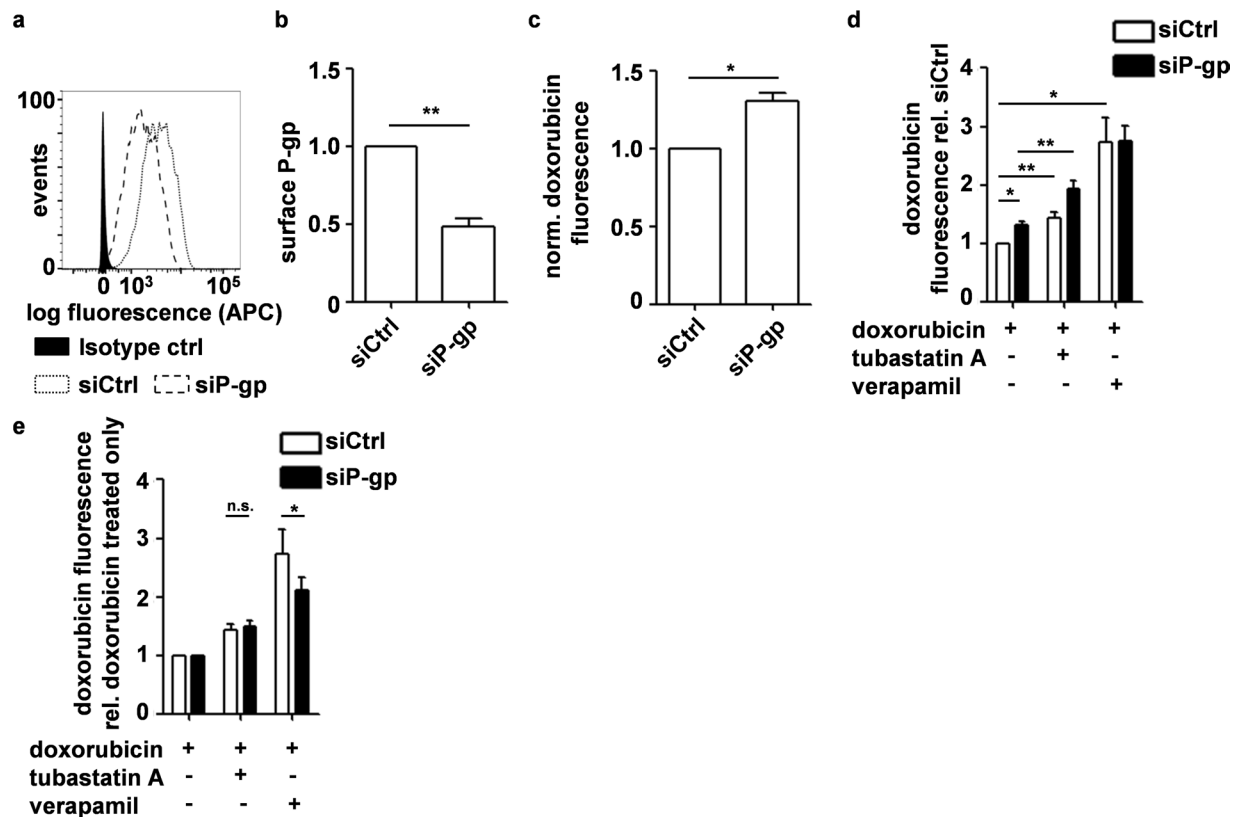 a
100
events
0
0 10³ 10⁵
log fluorescence (APC)
Isotype ctrl
siCtrl siP-gp
b
surface P-gp
1.5
1.0
0.5
0
**
siCtrl
siP-gp
c
norm. doxorubicin
fluorescence
1.5
1.0
0.5
0
*
siCtrl
siP-gp
d
siCtrl
siP-gp
doxorubicin
fluorescence rel. siCtrl
4
3
2
1
0
*
**
**
*
doxorubicin + + +
tubastatin A - + -
verapamil - - +
e
siCtrl
siP-gp
doxorubicin fluorescence
rel. doxorubicin treated only
4
3
2
1
0
n.s.
*
doxorubicin + + +
tubastatin A - + -
verapamil - - +